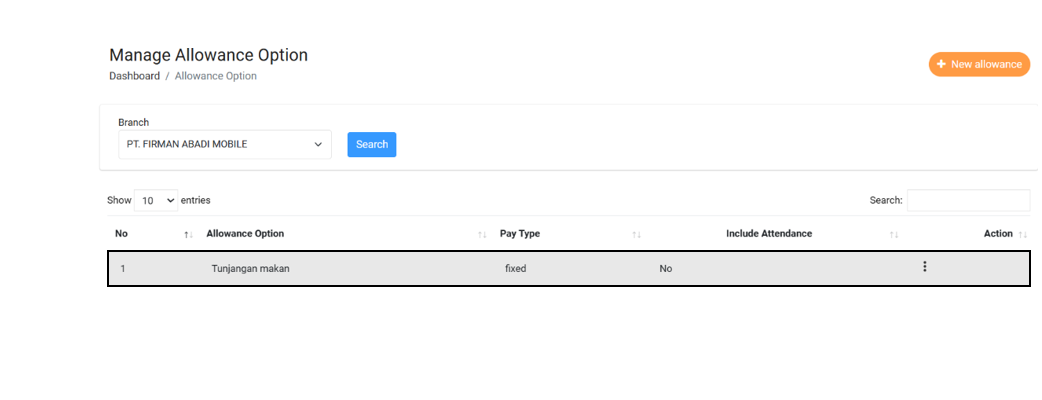 Manage Allowance Option
+ New allowance
Dashboard / Allowance Option
Branch
PT. FIRMAN ABADI MOBILE
Search
Show 10 entries
Search:
No Allowance Option Pay Type Include Attendance Action
1 Tunjangan makan fixed No